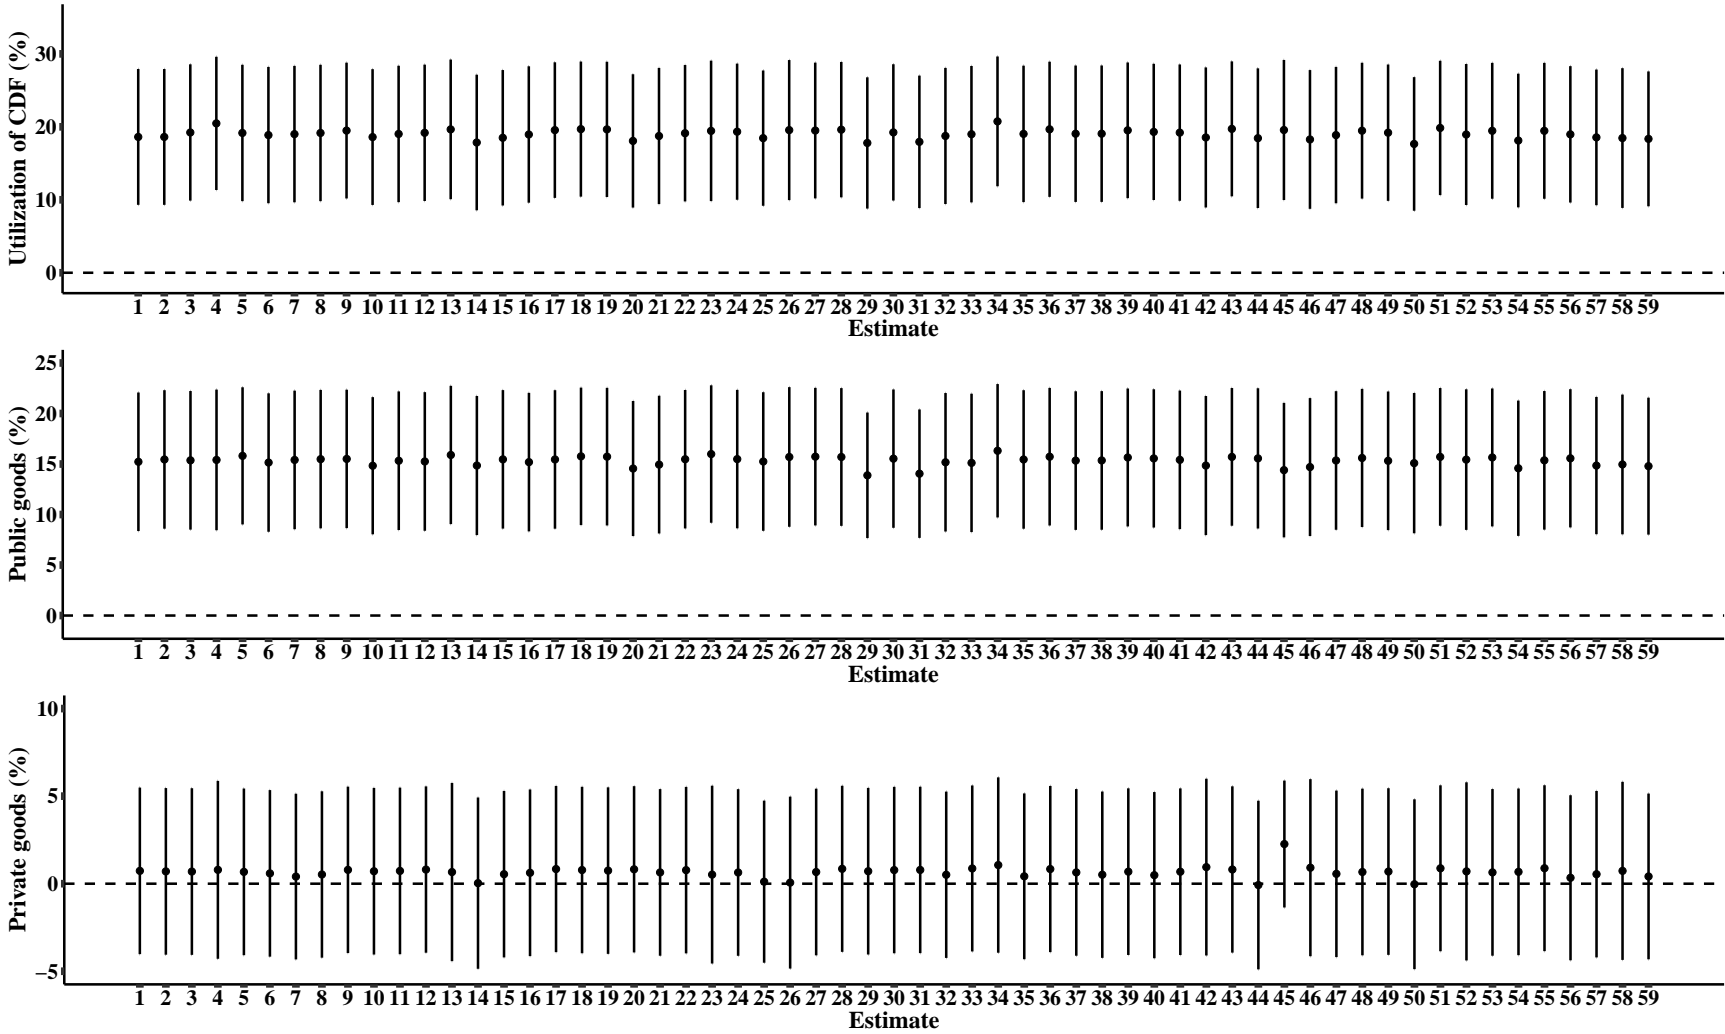 Utilization of CDF (%)
30
20
10
0
1 2 3 4 5 6 7 8 9 10 11 12 13 14 15 16 17 18 19 20 21 22 23 24 25 26 27 28 29 30 31 32 33 34 35 36 37 38 39 40 41 42 43 44 45 46 47 48 49 50 51 52 53 54 55 56 57 58 59
Estimate
Public goods (%)
25
20
15
10
5
0
1 2 3 4 5 6 7 8 9 10 11 12 13 14 15 16 17 18 19 20 21 22 23 24 25 26 27 28 29 30 31 32 33 34 35 36 37 38 39 40 41 42 43 44 45 46 47 48 49 50 51 52 53 54 55 56 57 58 59
Estimate
Private goods (%)
10
5
0
−5
1 2 3 4 5 6 7 8 9 10 11 12 13 14 15 16 17 18 19 20 21 22 23 24 25 26 27 28 29 30 31 32 33 34 35 36 37 38 39 40 41 42 43 44 45 46 47 48 49 50 51 52 53 54 55 56 57 58 59
Estimate